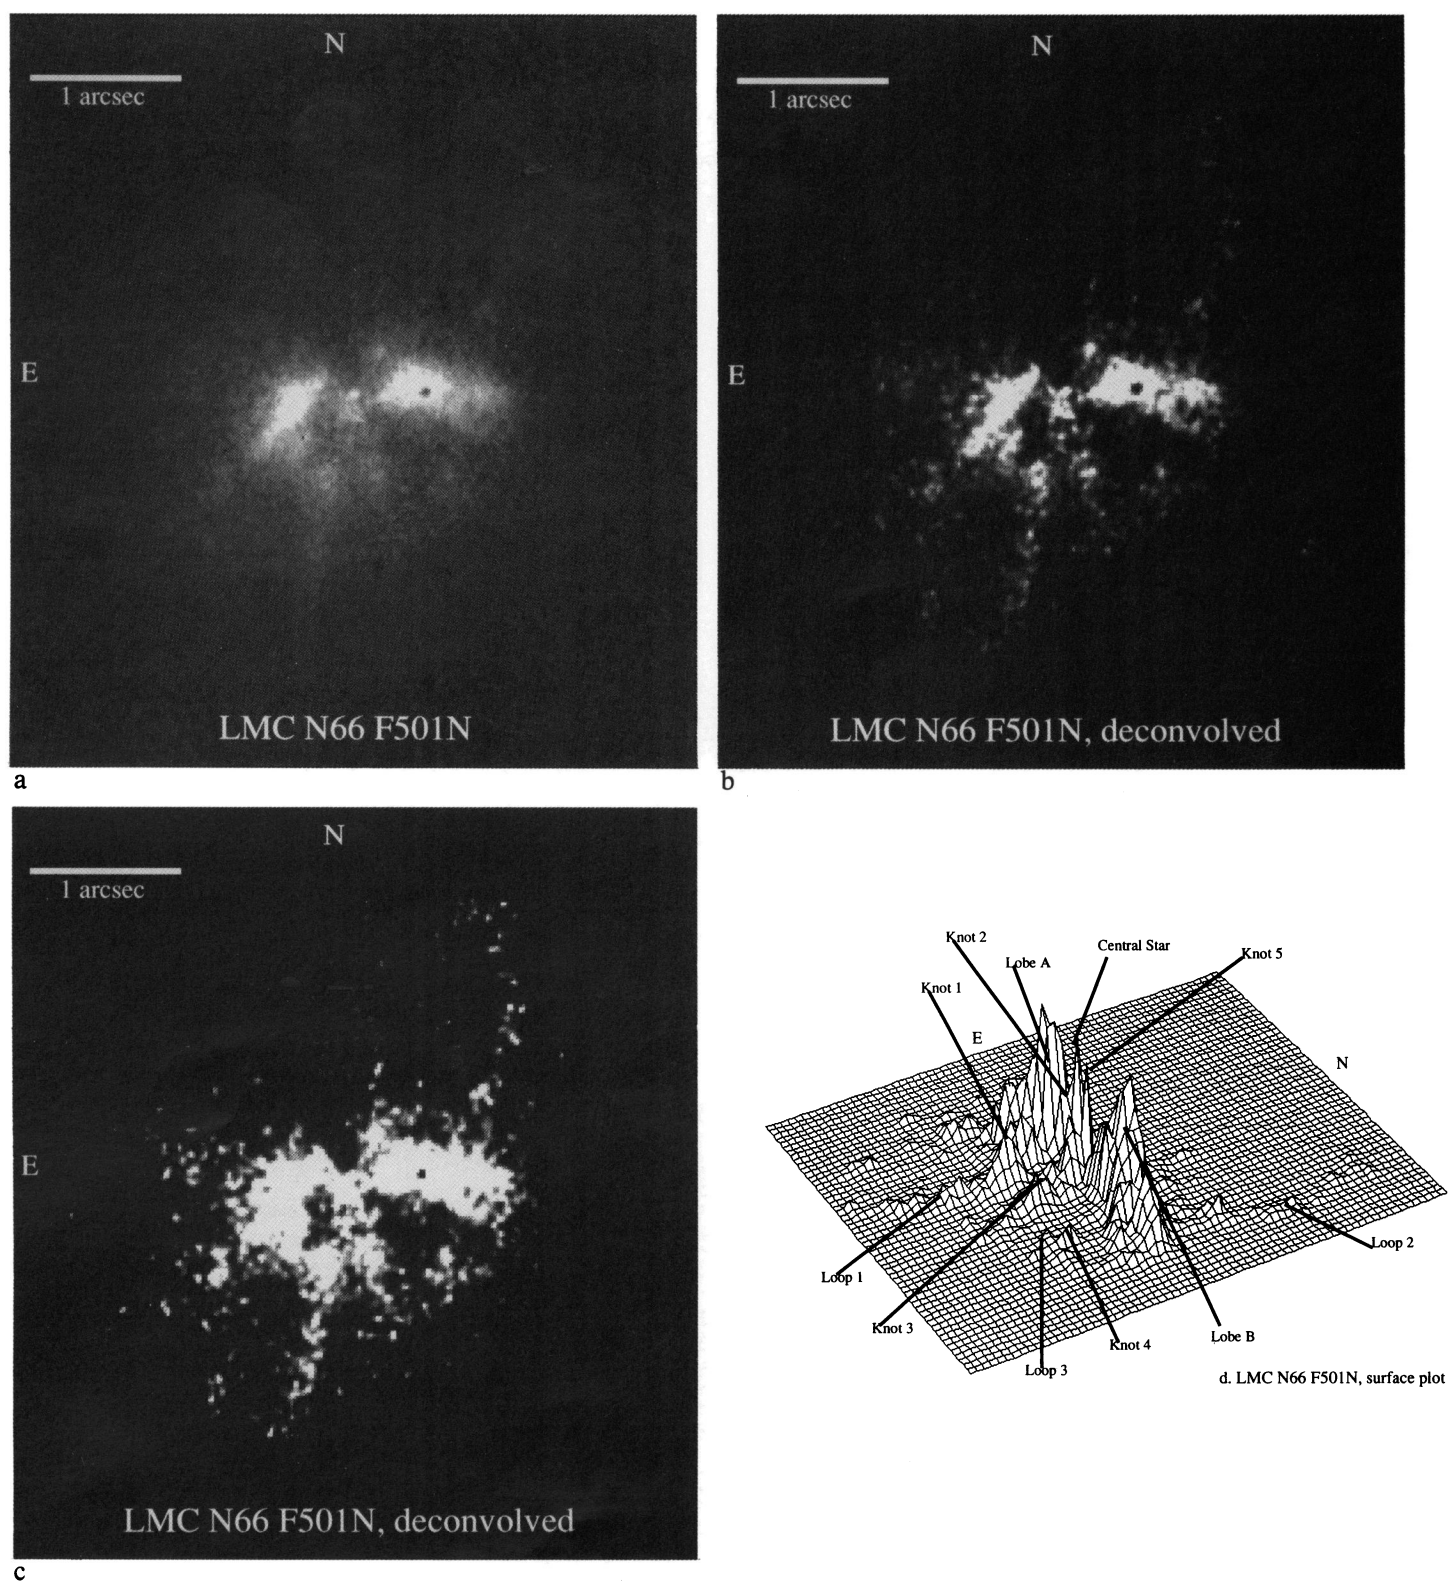 N
1 arcsec
E
LMC N66 F501N
a
N
1 arcsec
E
LMC N66 F501N, deconvolved
b
N
1 arcsec
E
LMC N66 F501N, deconvolved
c
Knot 2
Lobe A
Central Star
Knot 5
Knot 1
E
N
Loop 1
Loop 2
Knot 3
Lobe B
Knot 4
Loop 3
d. LMC N66 F501N, surface plot